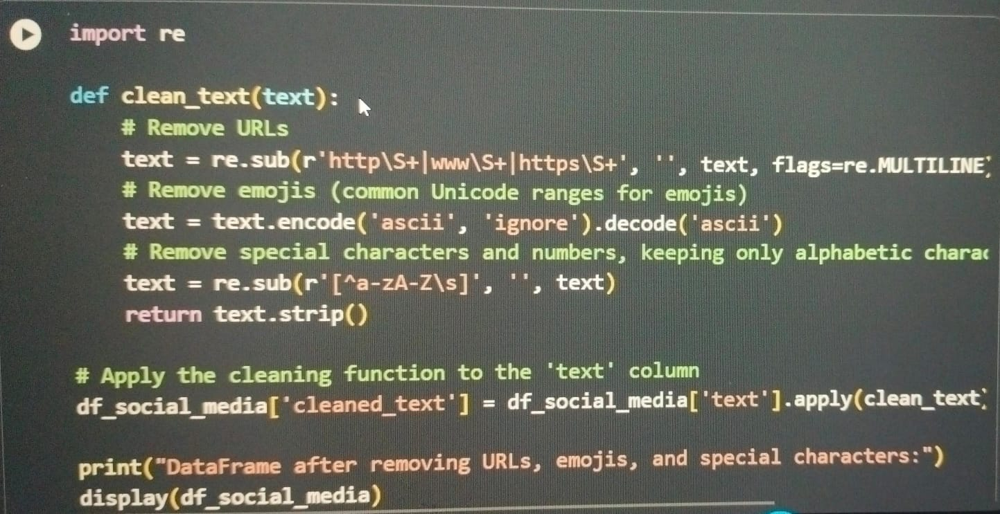 import re
def clean_text(text):
# Remove URLs
text = re.sub(r'http\S+|www\S+|https\S+', '', text, flags=re.MULTILINE)
# Remove emojis (common Unicode ranges for emojis)
text = text.encode('ascii', 'ignore').decode('ascii')
# Remove special characters and numbers, keeping only alphabetic charac
text = re.sub(r'[^a-zA-Z\s]', '', text)
return text.strip()
# Apply the cleaning function to the 'text' column
df_social_media['cleaned_text'] = df_social_media['text'].apply(clean_text)
print("DataFrame after removing URLs, emojis, and special characters:")
display(df_social_media)